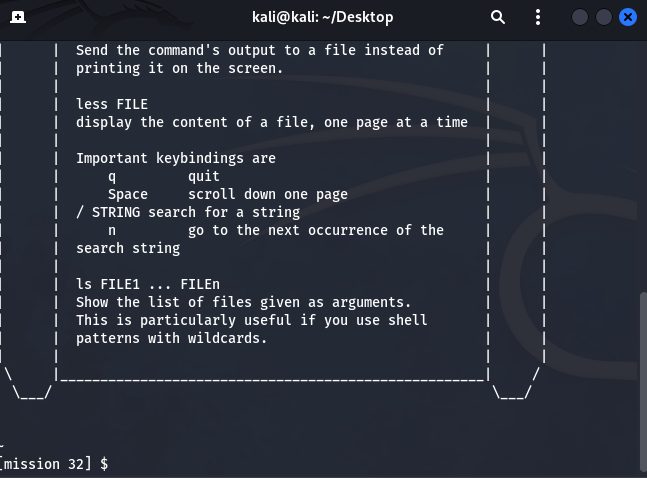 kali@kali: ~/Desktop
Send the command's output to a file instead of
printing it on the screen.
less FILE
display the content of a file, one page at a time
Important keybindings are
q quit
Space scroll down one page
/ STRING search for a string
n go to the next occurrence of the
search string
ls FILE1 ... FILEn
Show the list of files given as arguments.
This is particularly useful if you use shell
patterns with wildcards.
~
[mission 32] $